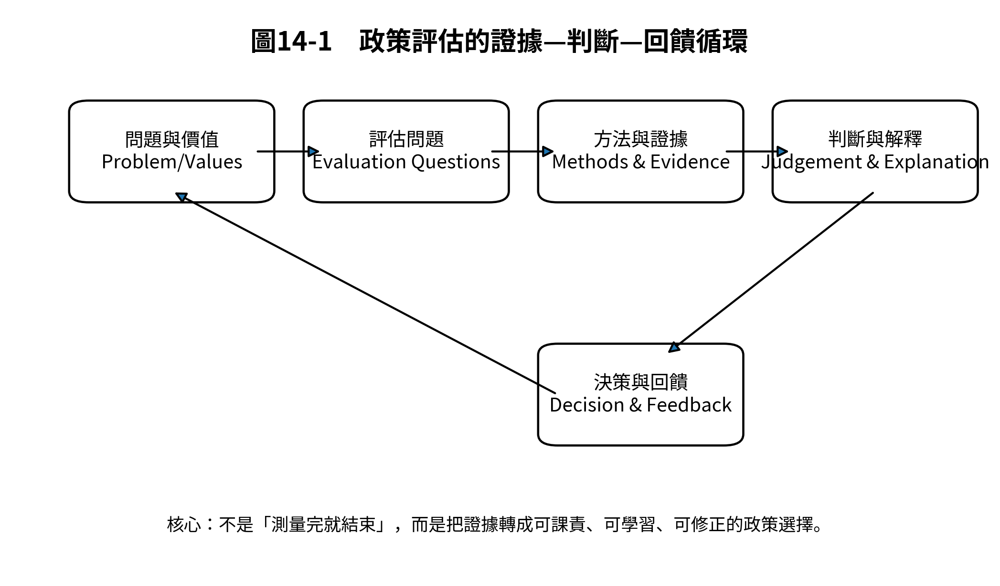 圖14-1　政策評估的證據—判斷—回饋循環
問題與價值
Problem/Values
評估問題
Evaluation Questions
方法與證據
Methods & Evidence
判斷與解釋
Judgement & Explanation
決策與回饋
Decision & Feedback
核心：不是「測量完就結束」，而是把證據轉成可課責、可學習、可修正的政策選擇。